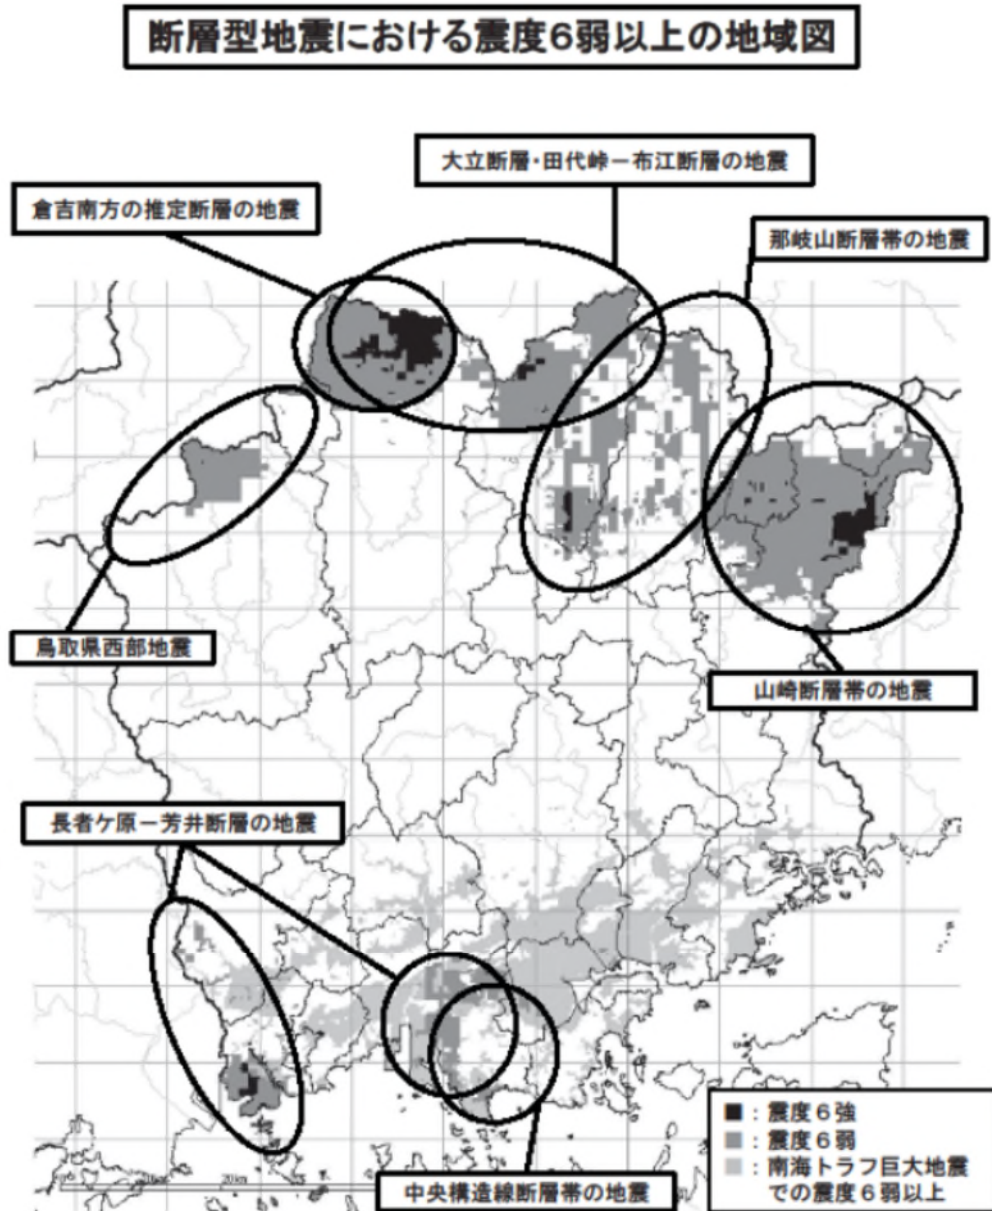 断層型地震における震度6弱以上の地域図
大立断層・田代峠－布江断層の地震
倉吉南方の推定断層の地震
那岐山断層帯の地震
鳥取県西部地震
山崎断層帯の地震
長者ケ原－芳井断層の地震
中央構造線断層帯の地震
■：震度6強
■：震度6弱
■：南海トラフ巨大地震
での震度6弱以上
20km